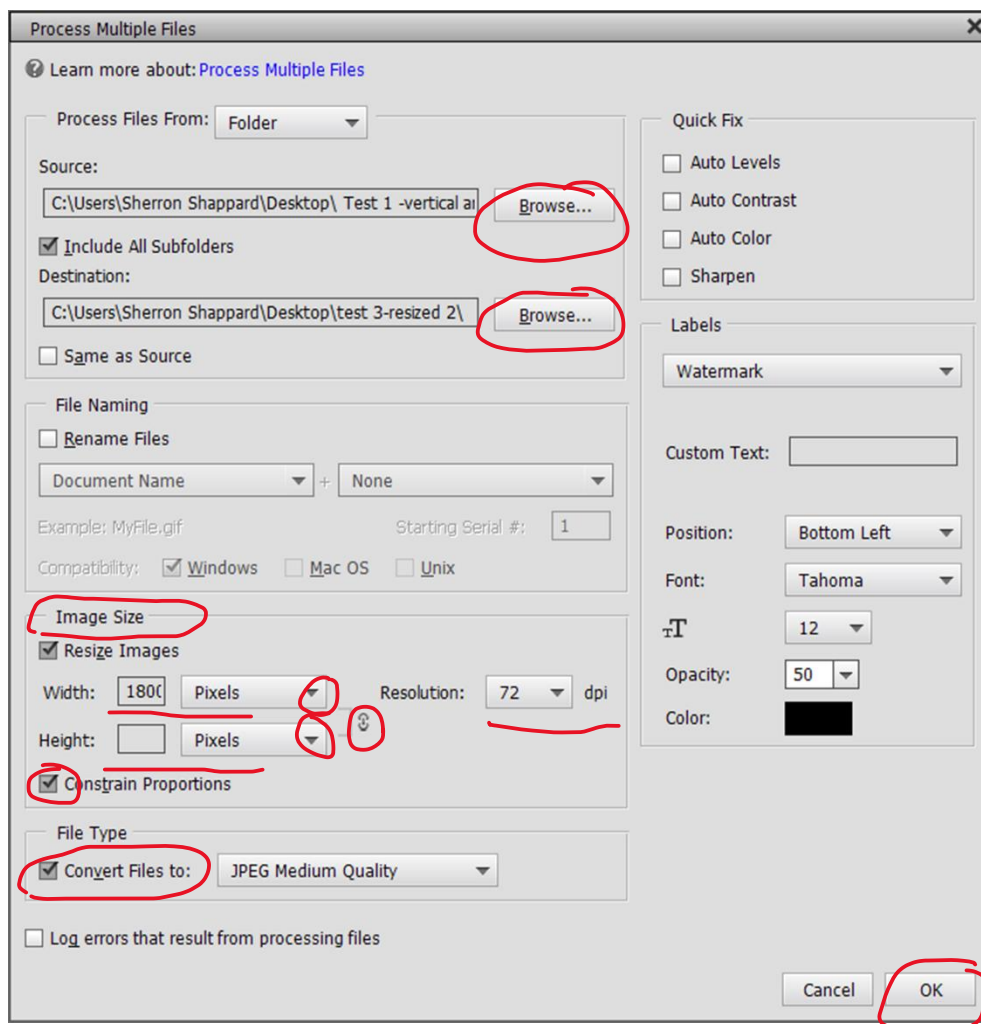 Process Multiple Files
Learn more about: Process Multiple Files
Process Files From: Folder
Source:
C:\Users\Sherron Shappard\Desktop\ Test 1 -vertical Browse...
Include All Subfolders
Destination:
C:\Users\Sherron Shappard\Desktop\test 3-resized 2\ Browse...
Same as Source
File Naming
Rename Files
Document Name + None
Example: MyFile.gif Starting Serial #: 1
Compatibility: Windows Mac OS Unix
Image Size
Resize Images
Width: 1800 Pixels Resolution: 72 dpi
Height: Pixels
Constrain Proportions
File Type
Convert Files to: JPEG Medium Quality
Log errors that result from processing files
Quick Fix
Auto Levels
Auto Contrast
Auto Color
Sharpen
Labels
Watermark
Custom Text:
Position: Bottom Left
Font: Tahoma
TT 12
Opacity: 50
Color:
Cancel OK